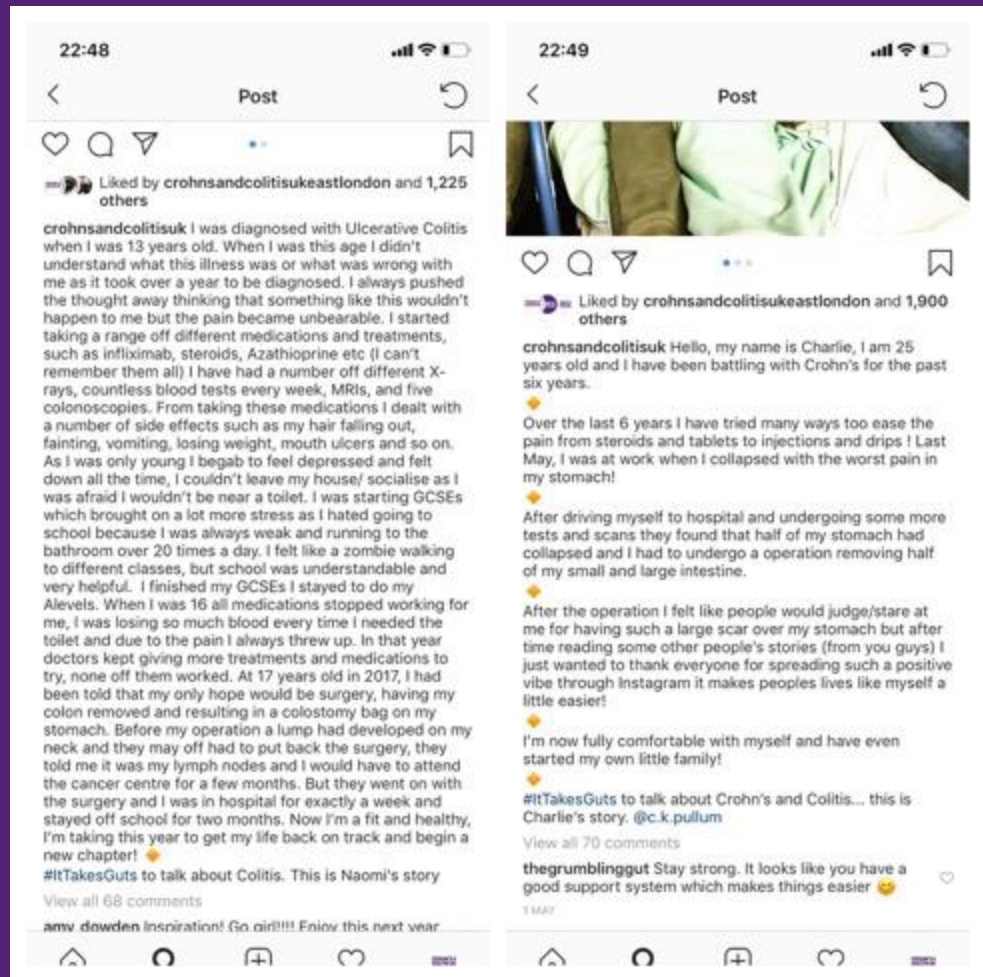 22:48
Post
Liked by crohnsandcolitisukeastlondon and 1,225
others
crohnsandcolitisuk I was diagnosed with Ulcerative Colitis
when I was 13 years old. When I was this age I didn't
understand what this illness was or what was wrong with
me as it took over a year to be diagnosed. I always pushed
the thought away thinking that something like this wouldn't
happen to me but the pain became unbearable. I started
taking a range off different medications and treatments,
such as infliximab, steroids, Azathioprine etc (I can't
remember them all) I have had a number off different X-
rays, countless blood tests every week, MRIs, and five
colonoscopies. From taking these medications I dealt with
a number of side effects such as my hair falling out,
fainting, vomiting, losing weight, mouth ulcers and so on.
As I was only young I begab to feel depressed and felt
down all the time, I couldn't leave my house/ socialise as I
was afraid I wouldn't be near a toilet. I was starting GCSEs
which brought on a lot more stress as I hated going to
school because I was always weak and running to the
bathroom over 20 times a day. I felt like a zombie walking
to different classes, but school was understandable and
very helpful.  I finished my GCSEs I stayed to do my
Alevels. When I was 16 all medications stopped working for
me, I was losing so much blood every time I needed the
toilet and due to the pain I always threw up. In that year
doctors kept giving more treatments and medications to
try, none off them worked. At 17 years old in 2017, I had
been told that my only hope would be surgery, having my
colon removed and resulting in a colostomy bag on my
stomach. Before my operation a lump had developed on my
neck and they may off had to put back the surgery, they
told me it was my lymph nodes and I would have to attend
the cancer centre for a few months. But they went on with
the surgery and I was in hospital for exactly a week and
stayed off school for two months. Now I'm a fit and healthy,
I'm taking this year to get my life back on track and begin a
new chapter! 🔸
#ItTakesGuts to talk about Colitis. This is Naomi's story
View all 68 comments
amy_dowden Inspiration! Go girl!!!! Enjoy this next year
22:49
Post
Liked by crohnsandcolitisukeastlondon and 1,900
others
crohnsandcolitisuk Hello, my name is Charlie, I am 25
years old and I have been battling with Crohn's for the past
six years.
🔸
Over the last 6 years I have tried many ways too ease the
pain from steroids and tablets to injections and drips ! Last
May, I was at work when I collapsed with the worst pain in
my stomach!
🔸
After driving myself to hospital and undergoing some more
tests and scans they found that half of my stomach had
collapsed and I had to undergo a operation removing half
of my small and large intestine.
🔸
After the operation I felt like people would judge/stare at
me for having such a large scar over my stomach but after
time reading some other people's stories (from you guys) I
just wanted to thank everyone for spreading such a positive
vibe through Instagram it makes peoples lives like myself a
little easier!
🔸
I'm now fully comfortable with myself and have even
started my own little family!
🔸
#ItTakesGuts to talk about Crohn's and Colitis... this is
Charlie's story. @c.k.pullum
View all 70 comments
thegrumblinggut Stay strong. It looks like you have a
good support system which makes things easier 😊
1 MAY